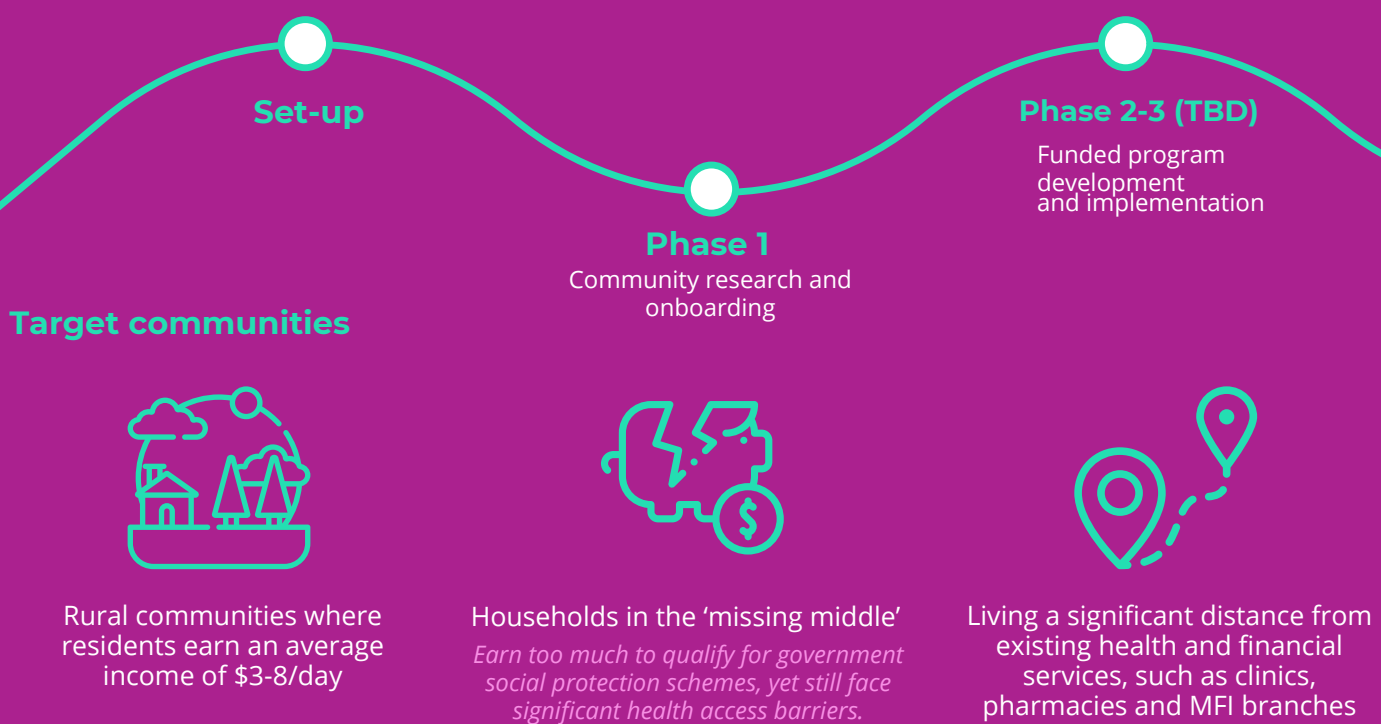 Set-up
Phase 1
Community research and
onboarding
Phase 2-3 (TBD)
Funded program
development
and implementation
Target communities
Rural communities where
residents earn an average
income of $3-8/day
Households in the ‘missing middle’
Earn too much to qualify for government
social protection schemes, yet still face
significant health access barriers.
Living a significant distance from
existing health and financial
services, such as clinics,
pharmacies and MFI branches
$